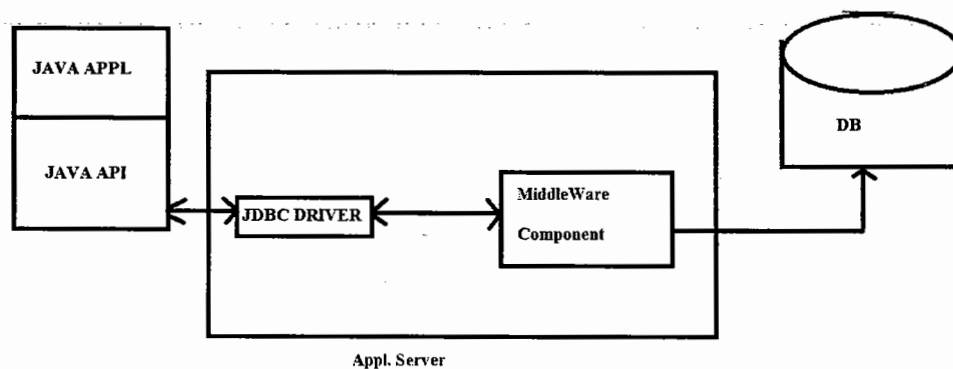 JAVA APPL
JAVA API
JDBC DRIVER
MiddleWare
Component
DB
Appl. Server